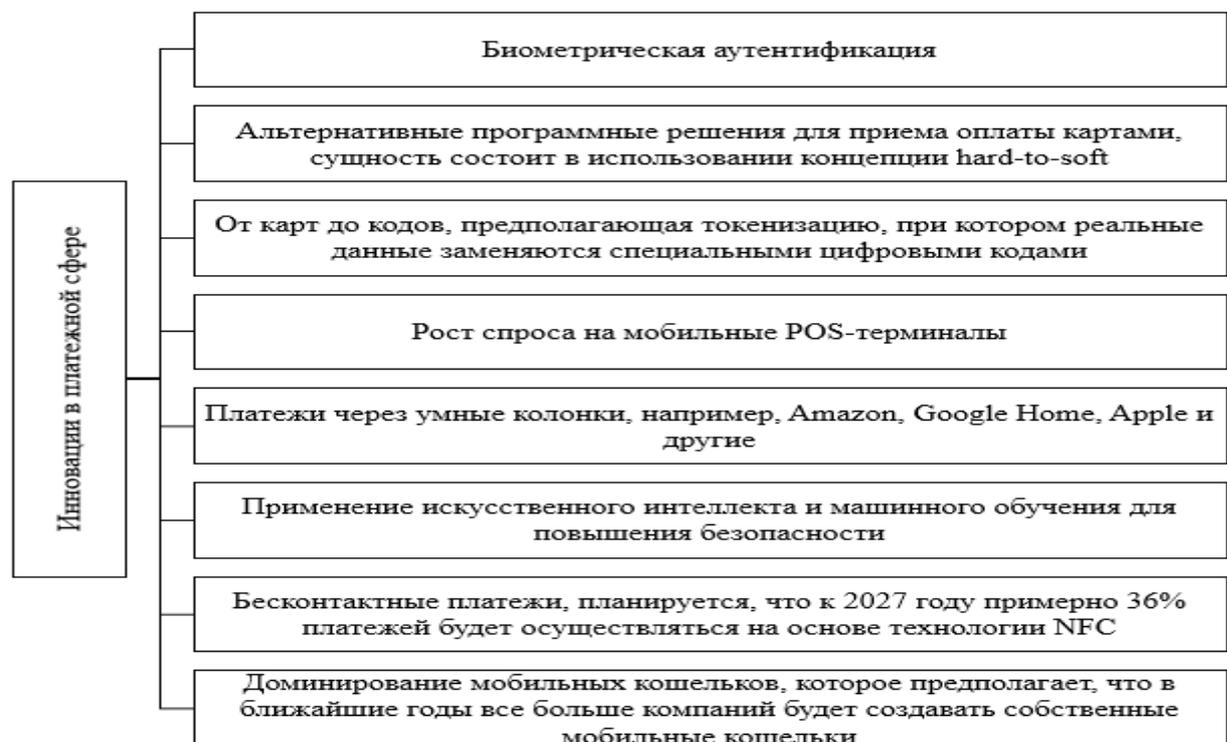 Инновации в платежной сфере
Биометрическая аутентификация
Альтернативные программные решения для приема оплаты картами,
сущность состоит в использовании концепции hard-to-soft
От карт до кодов, предполагающая токенизацию, при котором реальные
данные заменяются специальными цифровыми кодами
Рост спроса на мобильные POS-терминалы
Платежи через умные колонки, например, Amazon, Google Home, Apple и
другие
Применение искусственного интеллекта и машинного обучения для
повышения безопасности
Бесконтактные платежи, планируется, что к 2027 году примерно 36%
платежей будет осуществляться на основе технологии NFC
Доминирование мобильных кошельков, которое предполагает, что в
ближайшие годы все больше компаний будет создавать собственные
мобильные кошельки